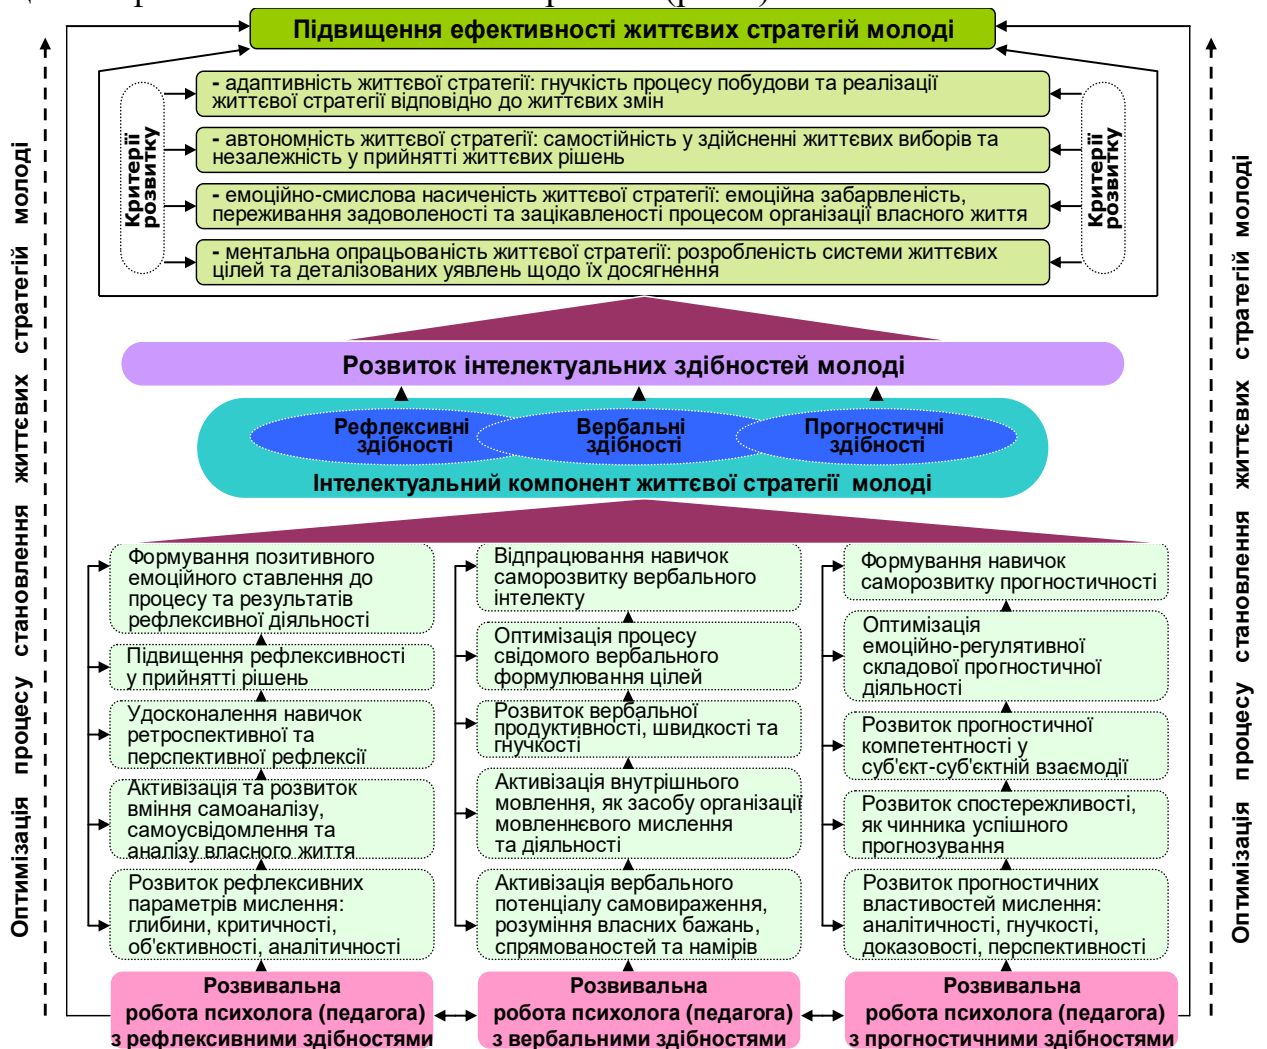 Підвищення ефективності життєвих стратегій молоді
- адаптивність життєвої стратегії: гнучкість процесу побудови та реалізації
життєвої стратегії відповідно до життєвих змін
- автономність життєвої стратегії: самостійність у здійсненні життєвих виборів та
незалежність у прийнятті життєвих рішень
- емоційно-смислова насиченість життєвої стратегії: емоційна забарвленість,
переживання задоволеності та зацікавленості процесом організації власного життя
- ментальна опрацьованість життєвої стратегії: розробленість системи життєвих
цілей та деталізованих уявлень щодо їх досягнення
Критерії
розвитку
Критерії
розвитку
Оптимізація процесу становлення життєвих стратегій молоді
Оптимізація процесу становлення життєвих стратегій молоді
Розвиток інтелектуальних здібностей молоді
Рефлексивні
здібності
Вербальні
здібності
Прогностичні
здібності
Інтелектуальний компонент життєвої стратегії молоді
Формування позитивного
емоційного ставлення до
процесу та результатів
рефлексивної діяльності
Підвищення рефлексивності
у прийнятті рішень
Удосконалення навичок
ретроспективної та
перспективної рефлексії
Активізація та розвиток
вміння самоаналізу,
самоусвідомлення та
аналізу власного життя
Розвиток рефлексивних
параметрів мислення:
глибини, критичності,
об'єктивності, аналітичності
Розвивальна
робота психолога (педагога)
з рефлексивними здібностями
Відпрацювання навичок
саморозвитку вербального
інтелекту
Оптимізація процесу
свідомого вербального
формулювання цілей
Розвиток вербальної
продуктивності, швидкості та
гнучкості
Активізація внутрішнього
мовлення, як засобу організації
мовленнєвого мислення
та діяльності
Активізація вербального
потенціалу самовираження,
розуміння власних бажань,
спрямованостей та намірів
Розвивальна
робота психолога (педагога)
з вербальними здібностями
Формування навичок
саморозвитку прогностичності
Оптимізація
емоційно-регулятивної
складової прогностичної
діяльності
Розвиток прогностичної
компетентності у
суб'єкт-суб'єктній взаємодії
Розвиток спостережливості,
як чинника успішного
прогнозування
Розвиток прогностичних
властивостей мислення:
аналітичності, гнучкості,
доказовості, перспективності
Розвивальна
робота психолога (педагога)
з прогностичними здібностями